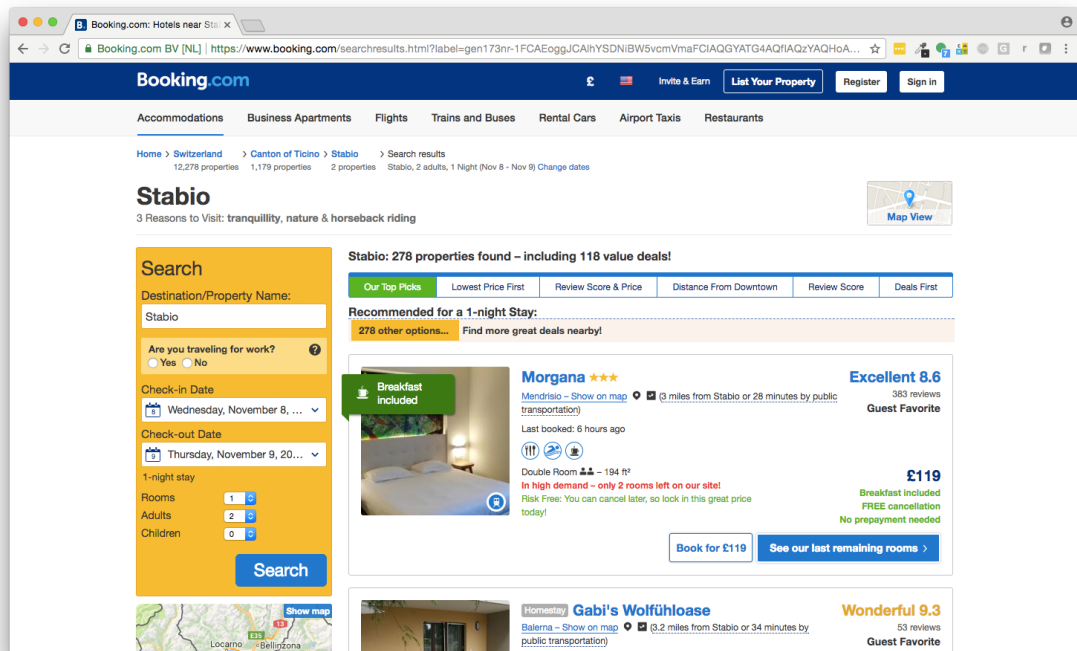 Booking.com: Hotels near Sta
Booking.com BV [NL] | https://www.booking.com/searchresults.html?label=gen173nr-1FCAEoggJCAlhYSDNiBW5vcmVmaFCIAQGYATG4AQfIAQzYAQHoA...
Booking.com
£
Invite & Earn
List Your Property
Register
Sign in
Accommodations
Business Apartments
Flights
Trains and Buses
Rental Cars
Airport Taxis
Restaurants
Home > Switzerland > Canton of Ticino > Stabio > Search results
12,278 properties 1,179 properties 2 properties Stabio, 2 adults, 1 Night (Nov 8 - Nov 9) Change dates
Stabio
3 Reasons to Visit: tranquillity, nature & horseback riding
Map View
Search
Destination/Property Name:
Stabio
Are you traveling for work? ?
Yes No
Check-in Date
8 Wednesday, November 8, ...
Check-out Date
9 Thursday, November 9, 20...
1-night stay
Rooms 1
Adults 2
Children 0
Search
Show map
13
E35
Locarno
Bellinzona
Stabio: 278 properties found – including 118 value deals!
Our Top Picks
Lowest Price First
Review Score & Price
Distance From Downtown
Review Score
Deals First
Recommended for a 1-night Stay:
278 other options... Find more great deals nearby!
Breakfast
included
Morgana
Mendrisio – Show on map (3 miles from Stabio or 28 minutes by public
transportation)
Last booked: 6 hours ago
Double Room – 194 ft²
In high demand – only 2 rooms left on our site!
Risk Free: You can cancel later, so lock in this great price
today!
Excellent 8.6
383 reviews
Guest Favorite
£119
Breakfast included
FREE cancellation
No prepayment needed
Book for £119
See our last remaining rooms >
Homestay Gabi's Wolfühloase
Balerna – Show on map (3.2 miles from Stabio or 34 minutes by
public transportation)
Wonderful 9.3
53 reviews
Guest Favorite